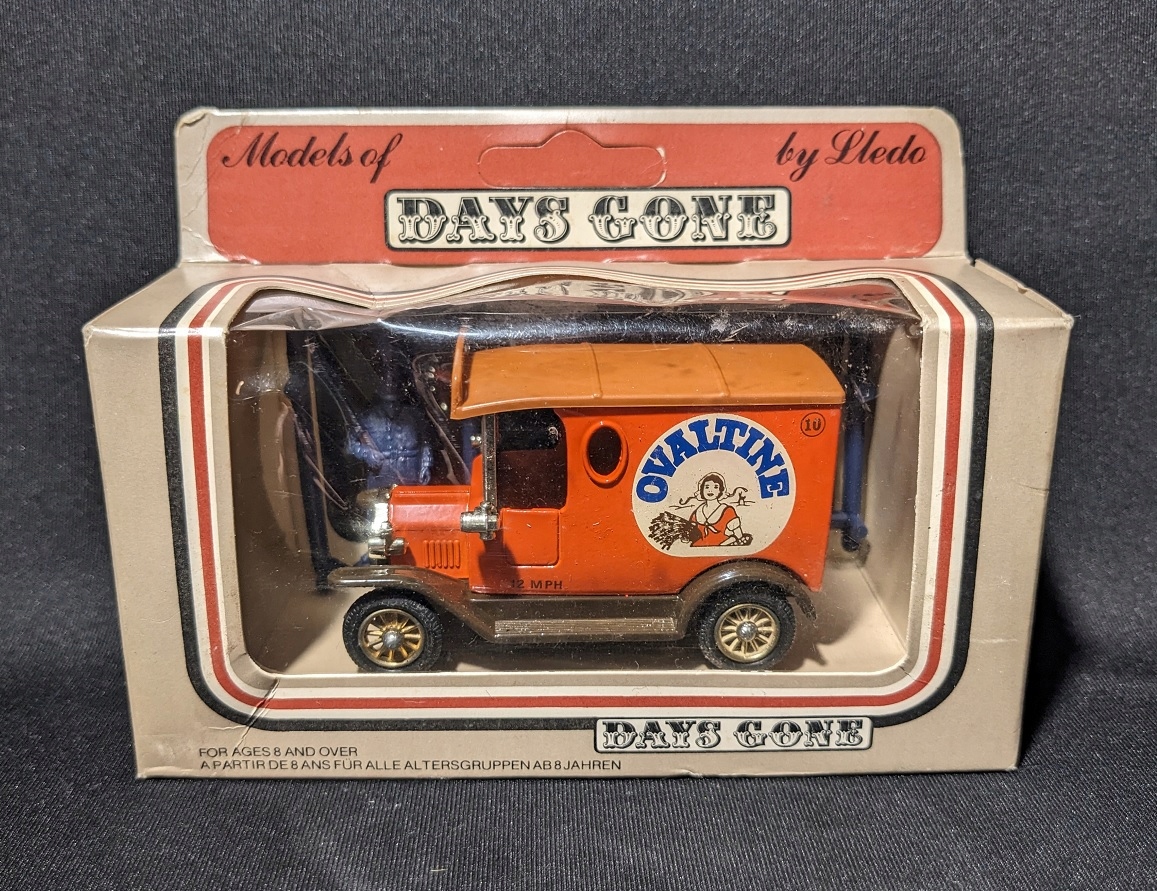 Models of
by Lledo
DAYS GONE
OVALTINE
10
12 MPH
DAYS GONE
FOR AGES 8 AND OVER
A PARTIR DE 8 ANS FÜR ALLE ALTERSGRUPPEN AB 8 JAHREN